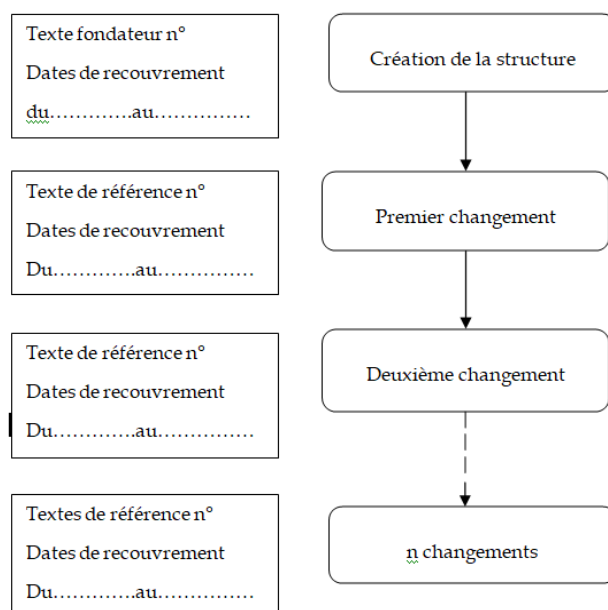 Texte fondateur n°
Dates de recouvrement
du………….au……………
Création de la structure
Texte de référence n°
Dates de recouvrement
Du………….au……………
Premier changement
Texte de référence n°
Dates de recouvrement
Du………….au……………
Deuxième changement
Textes de référence n°
Dates de recouvrement
Du………….au……………
n changements